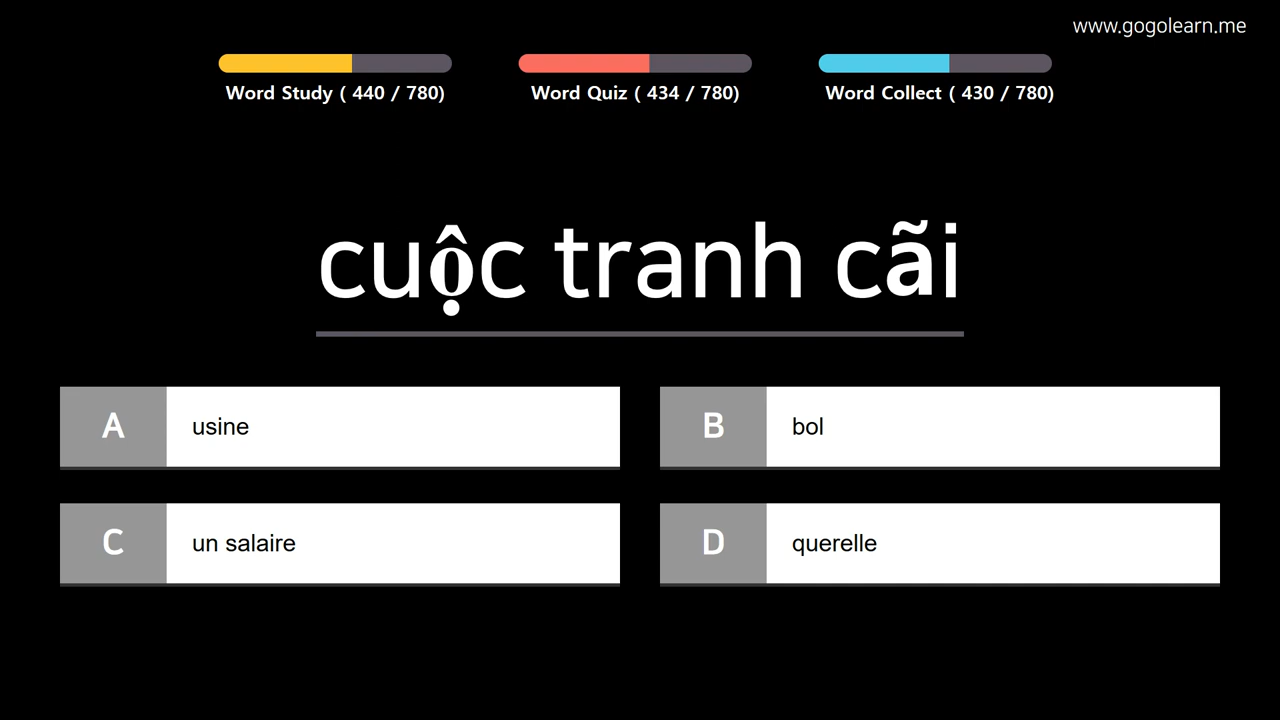 www.gogolearn.me
Word Study ( 440 / 780)
Word Quiz ( 434 / 780)
Word Collect ( 430 / 780)
cuộc tranh cãi
A usine
B bol
C un salaire
D querelle